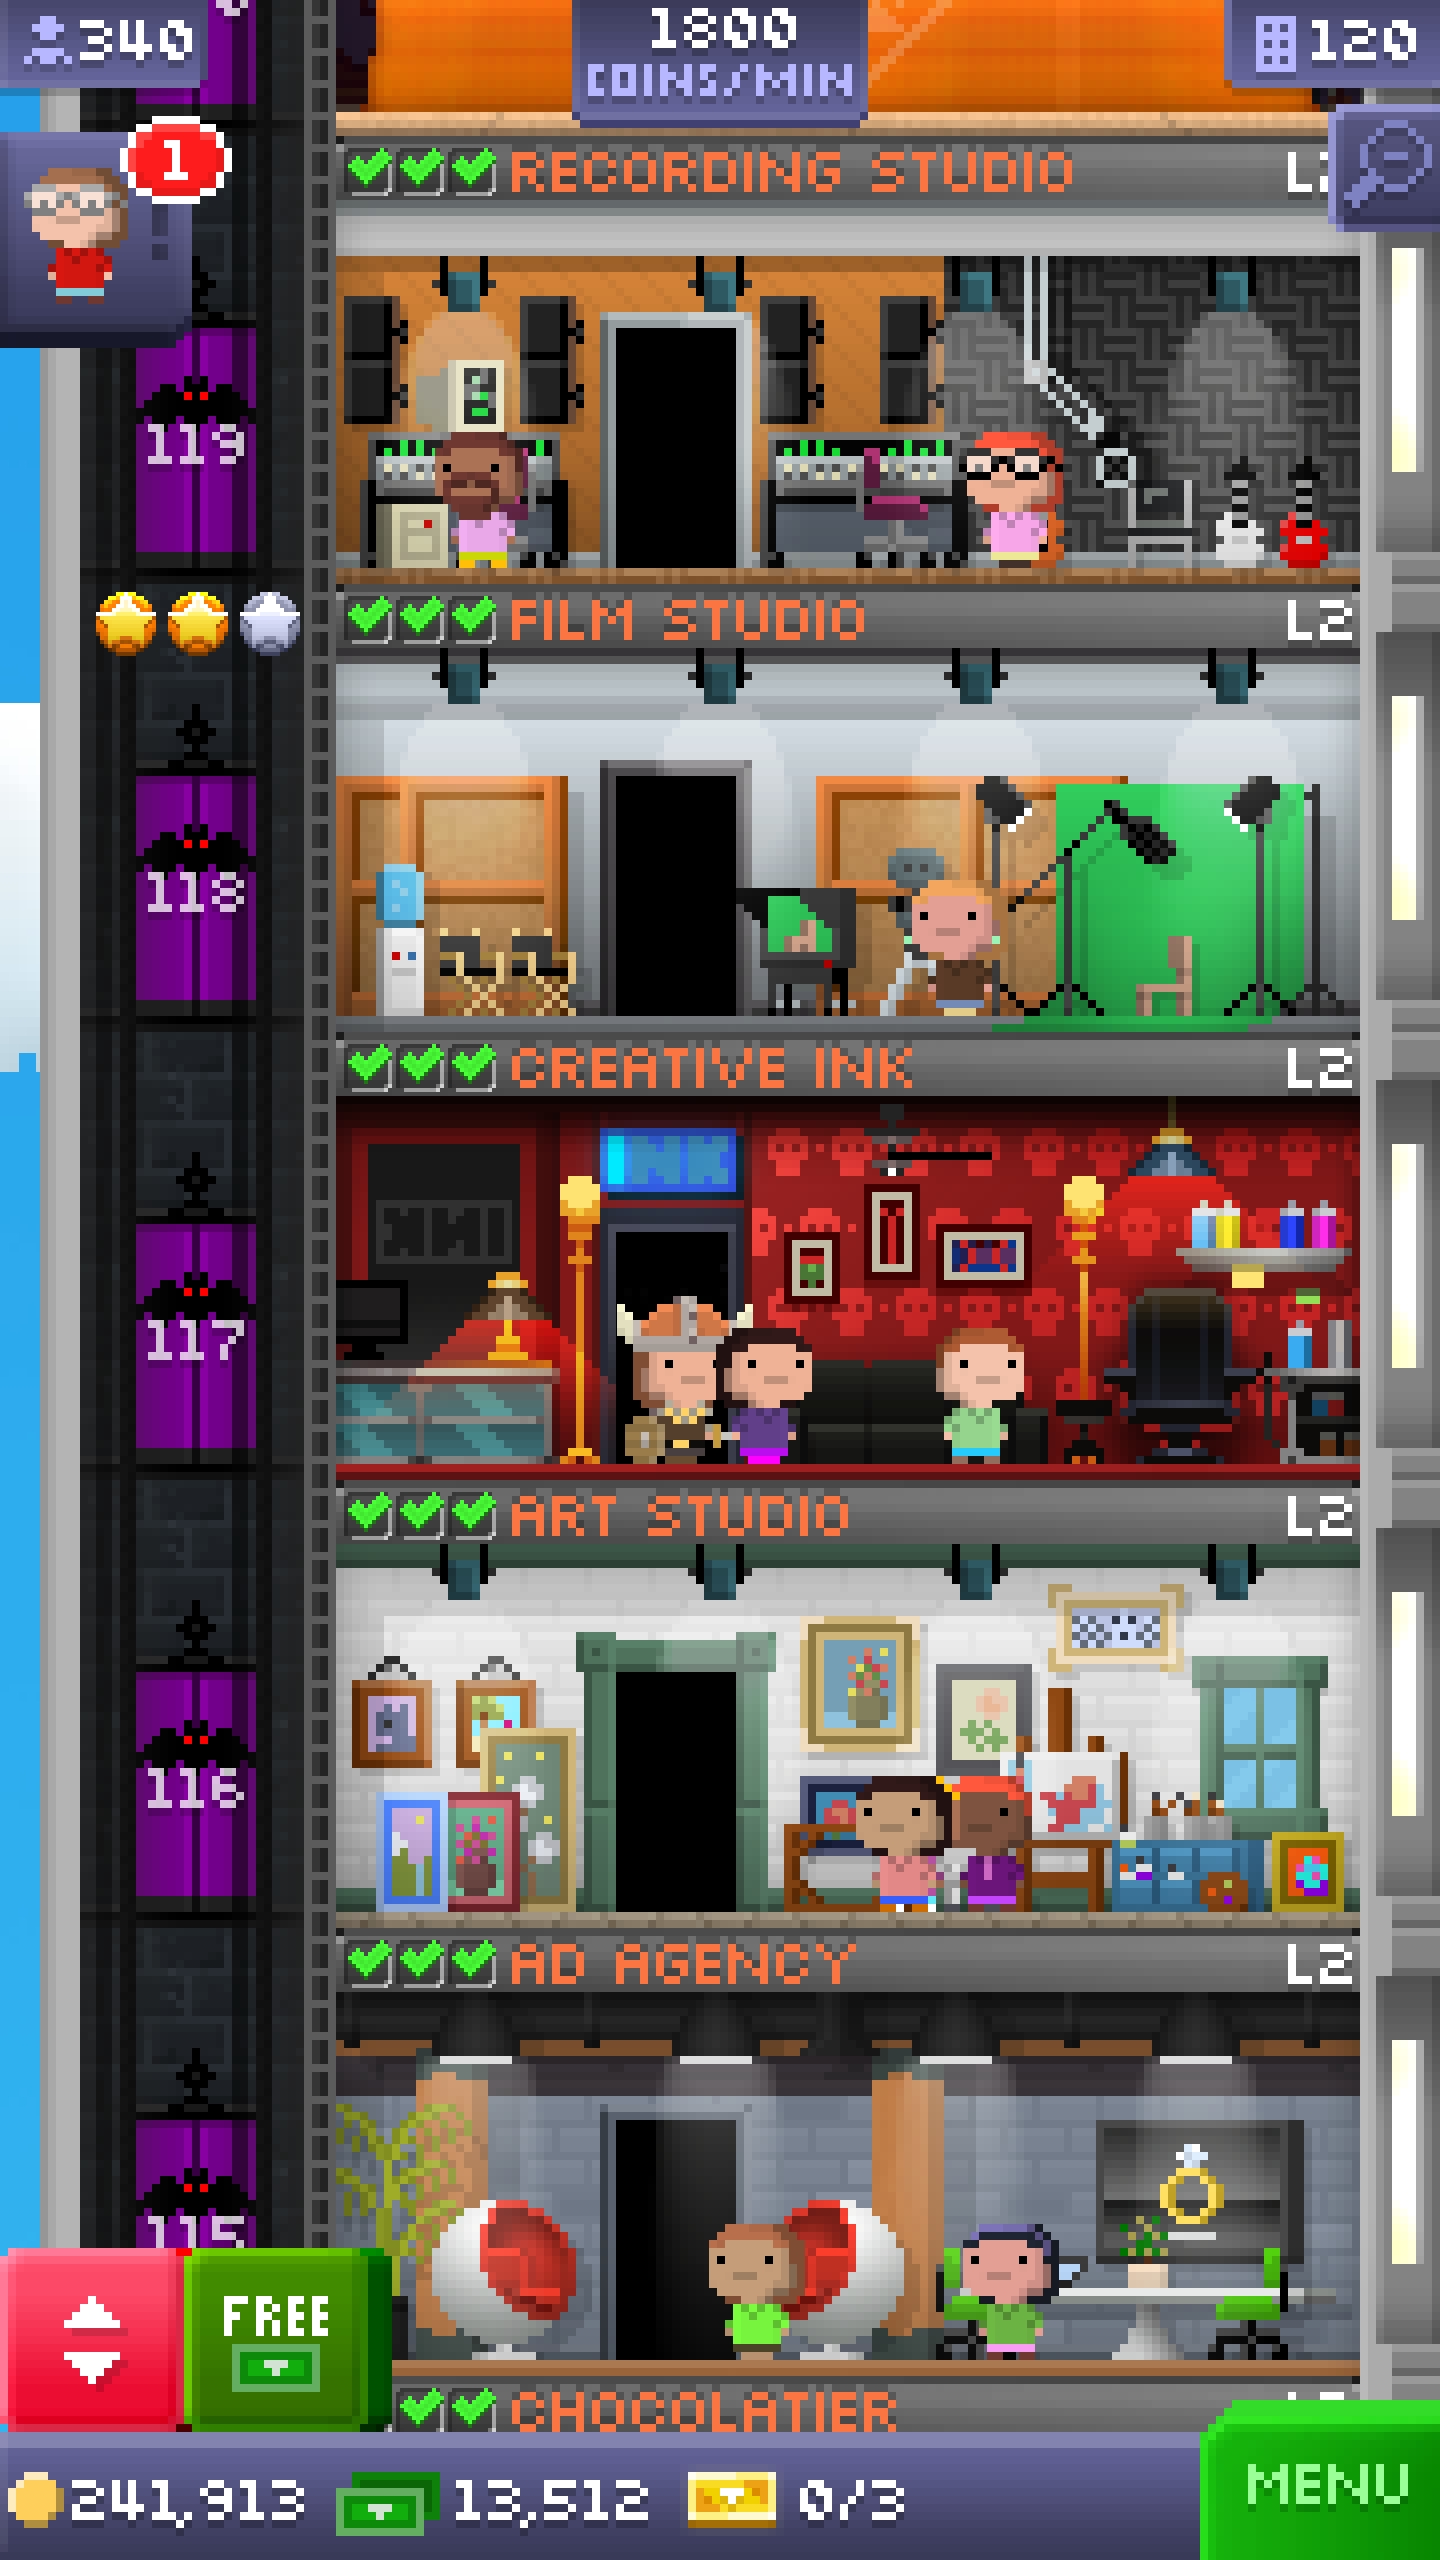 340
1800
COINS/MIN
120
1
RECORDING STUDIO
119
FILM STUDIO L2
118
CREATIVE INK L2
INK
117
ART STUDIO L2
116
AD AGENCY L2
115
FREE
CHOCOLATIER
241,913 13,512 0/3
MENU